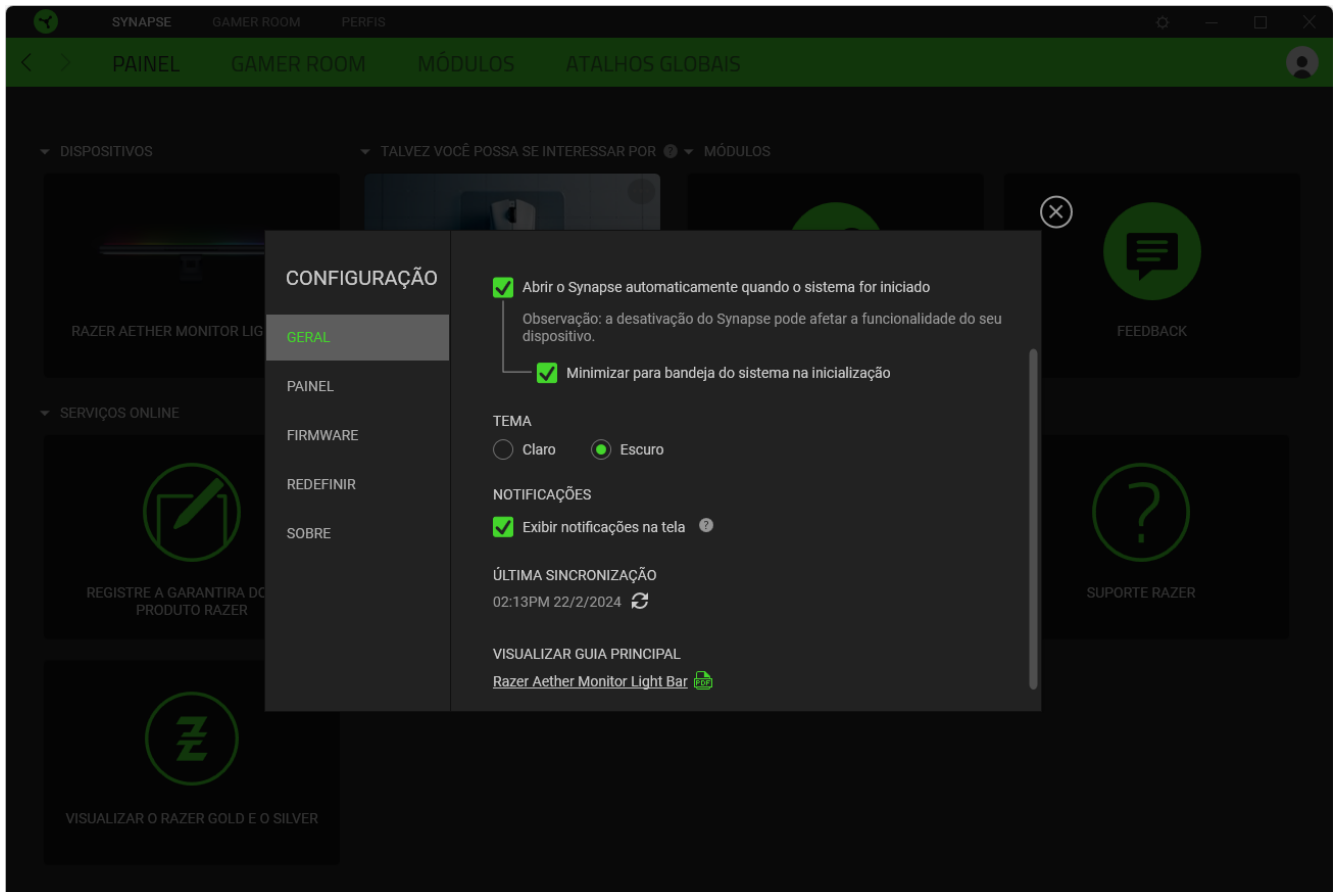 SYNAPSE
GAMER ROOM
PERFIS
PAINEL
GAMER ROOM
MÓDULOS
ATALHOS GLOBAIS
DISPOSITIVOS
TALVEZ VOCÊ POSSA SE INTERESSAR POR
MÓDULOS
RAZER AETHER MONITOR LIG
FEEDBACK
SERVIÇOS ONLINE
REGISTRE A GARANTIRA DO
PRODUTO RAZER
SUPORTE RAZER
VISUALIZAR O RAZER GOLD E O SILVER
CONFIGURAÇÃO
GERAL
PAINEL
FIRMWARE
REDEFINIR
SOBRE
Abrir o Synapse automaticamente quando o sistema for iniciado
Observação: a desativação do Synapse pode afetar a funcionalidade do seu
dispositivo.
Minimizar para bandeja do sistema na inicialização
TEMA
Claro
Escuro
NOTIFICAÇÕES
Exibir notificações na tela
ÚLTIMA SINCRONIZAÇÃO
02:13PM 22/2/2024
VISUALIZAR GUIA PRINCIPAL
Razer Aether Monitor Light Bar
PDF